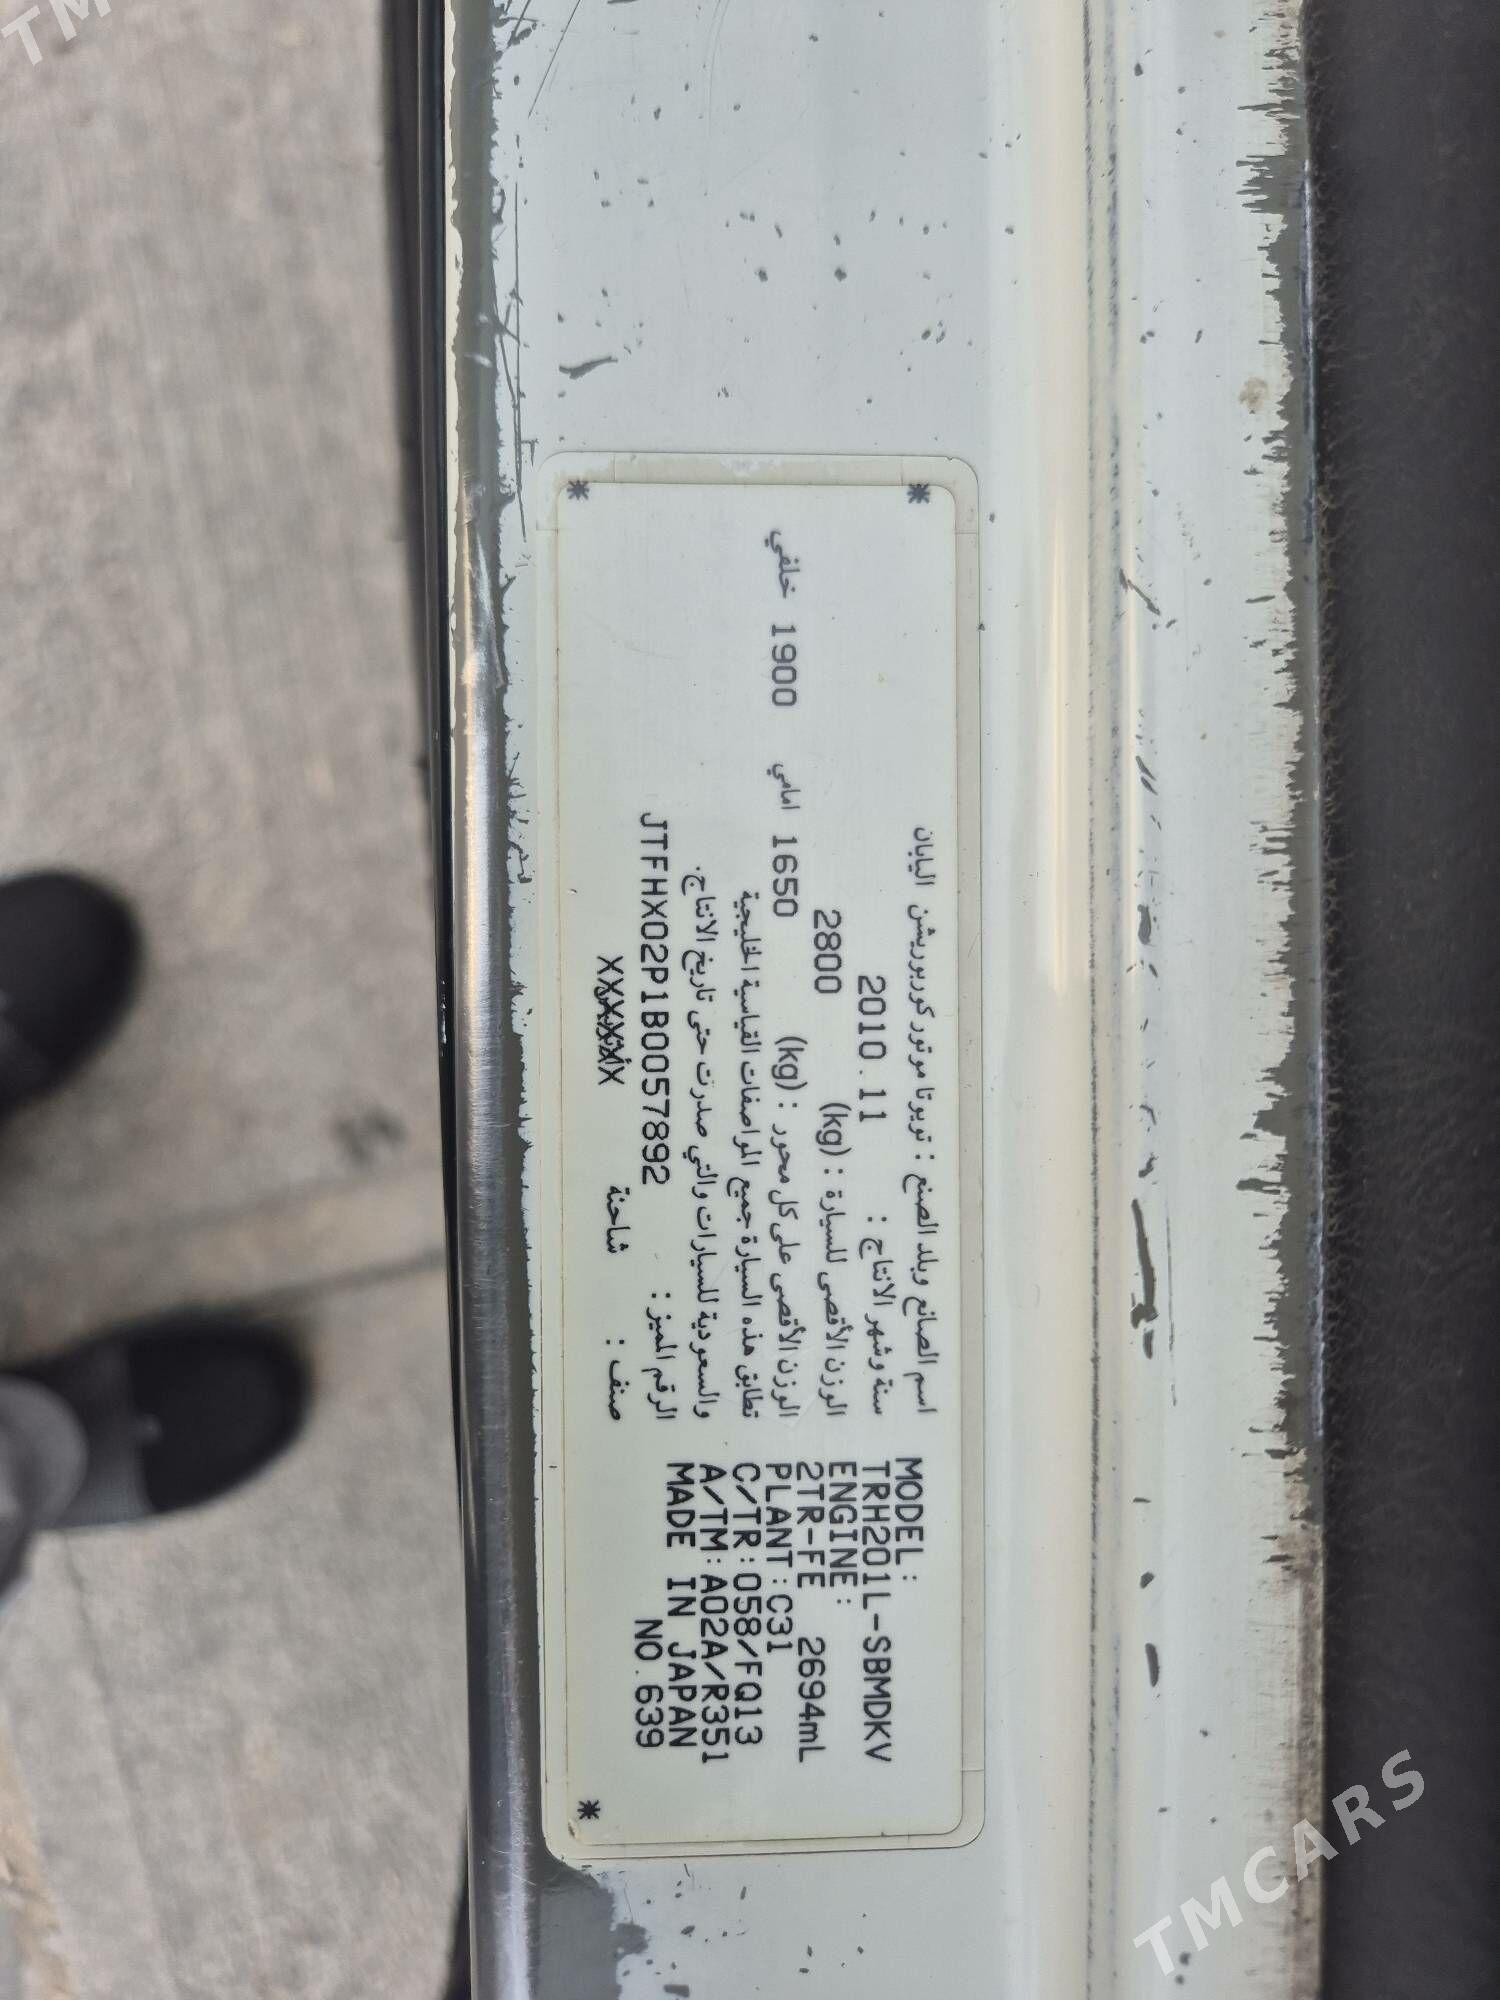 MODEL:
TRH201L-SBMDKV
ENGINE:
2TR-FE 2694mL
PLANT:C31
C/TR:058/FQ13
A/TM:A02A/R351
MADE IN JAPAN
NO.639
اسم الصانع وبلد الصنع : تويوتا موتور كوربوريشن اليابان
سنة وشهر الانتاج : 2010.11
الوزن الأقصى للسيارة : (kg) 2800
الوزن الأقصى على كل محور : (kg) 1650 امامي 1900 خلفي
تطابق هذه السيارة جميع المواصفات القياسية الخليجية
والسعودية للسيارات والتي صدرت حتى تاريخ الانتاج.
الرقم المميز : JTFHX02P1B0057892
صنف : شاحنة
TMCARS
TM